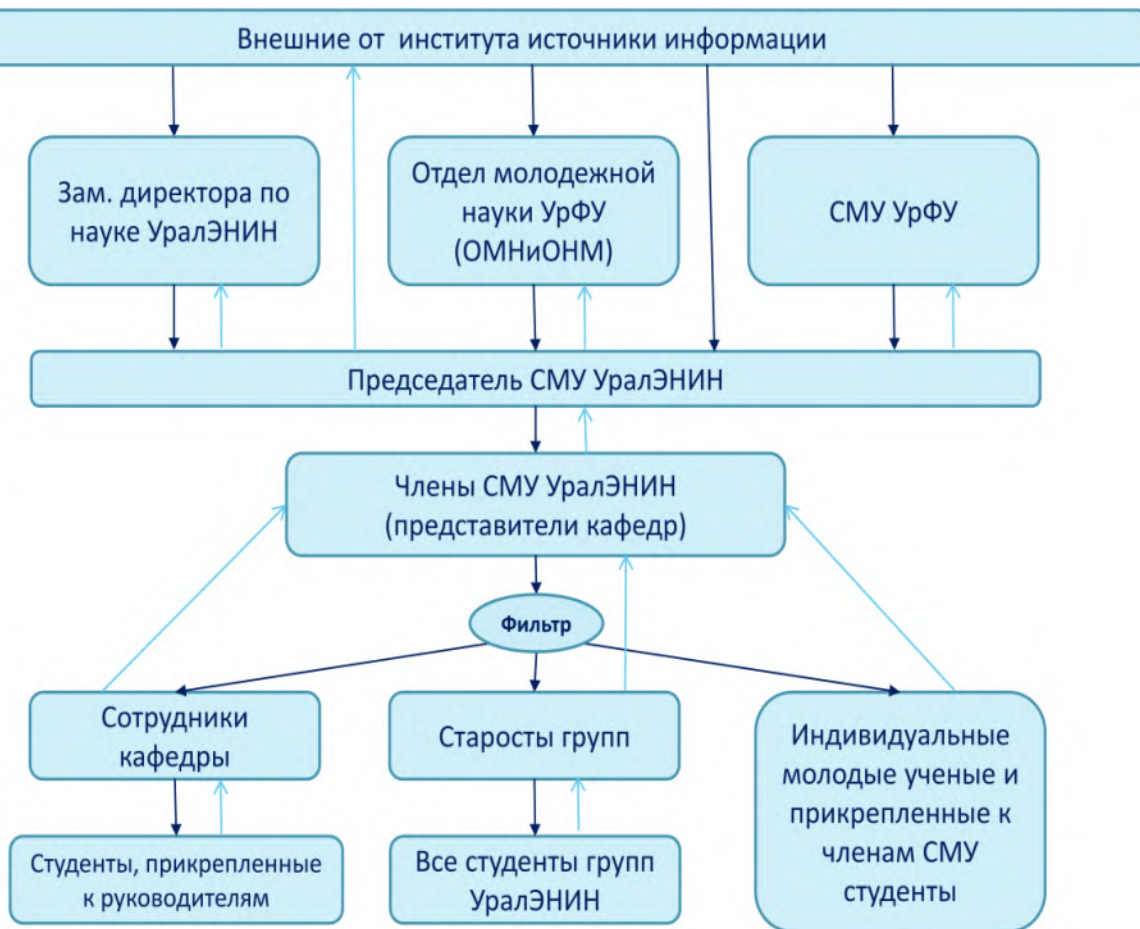 Внешние от института источники информации
Зам. директора по
науке УралЭНИН
Отдел молодежной
науки УрФУ
(ОМНиОНМ)
СМУ УрФУ
Председатель СМУ УралЭНИН
Члены СМУ УралЭНИН
(представители кафедр)
Фильтр
Сотрудники
кафедры
Старосты групп
Индивидуальные
молодые ученые и
прикрепленные к
членам СМУ
студенты
Студенты, прикрепленные
к руководителям
Все студенты групп
УралЭНИН